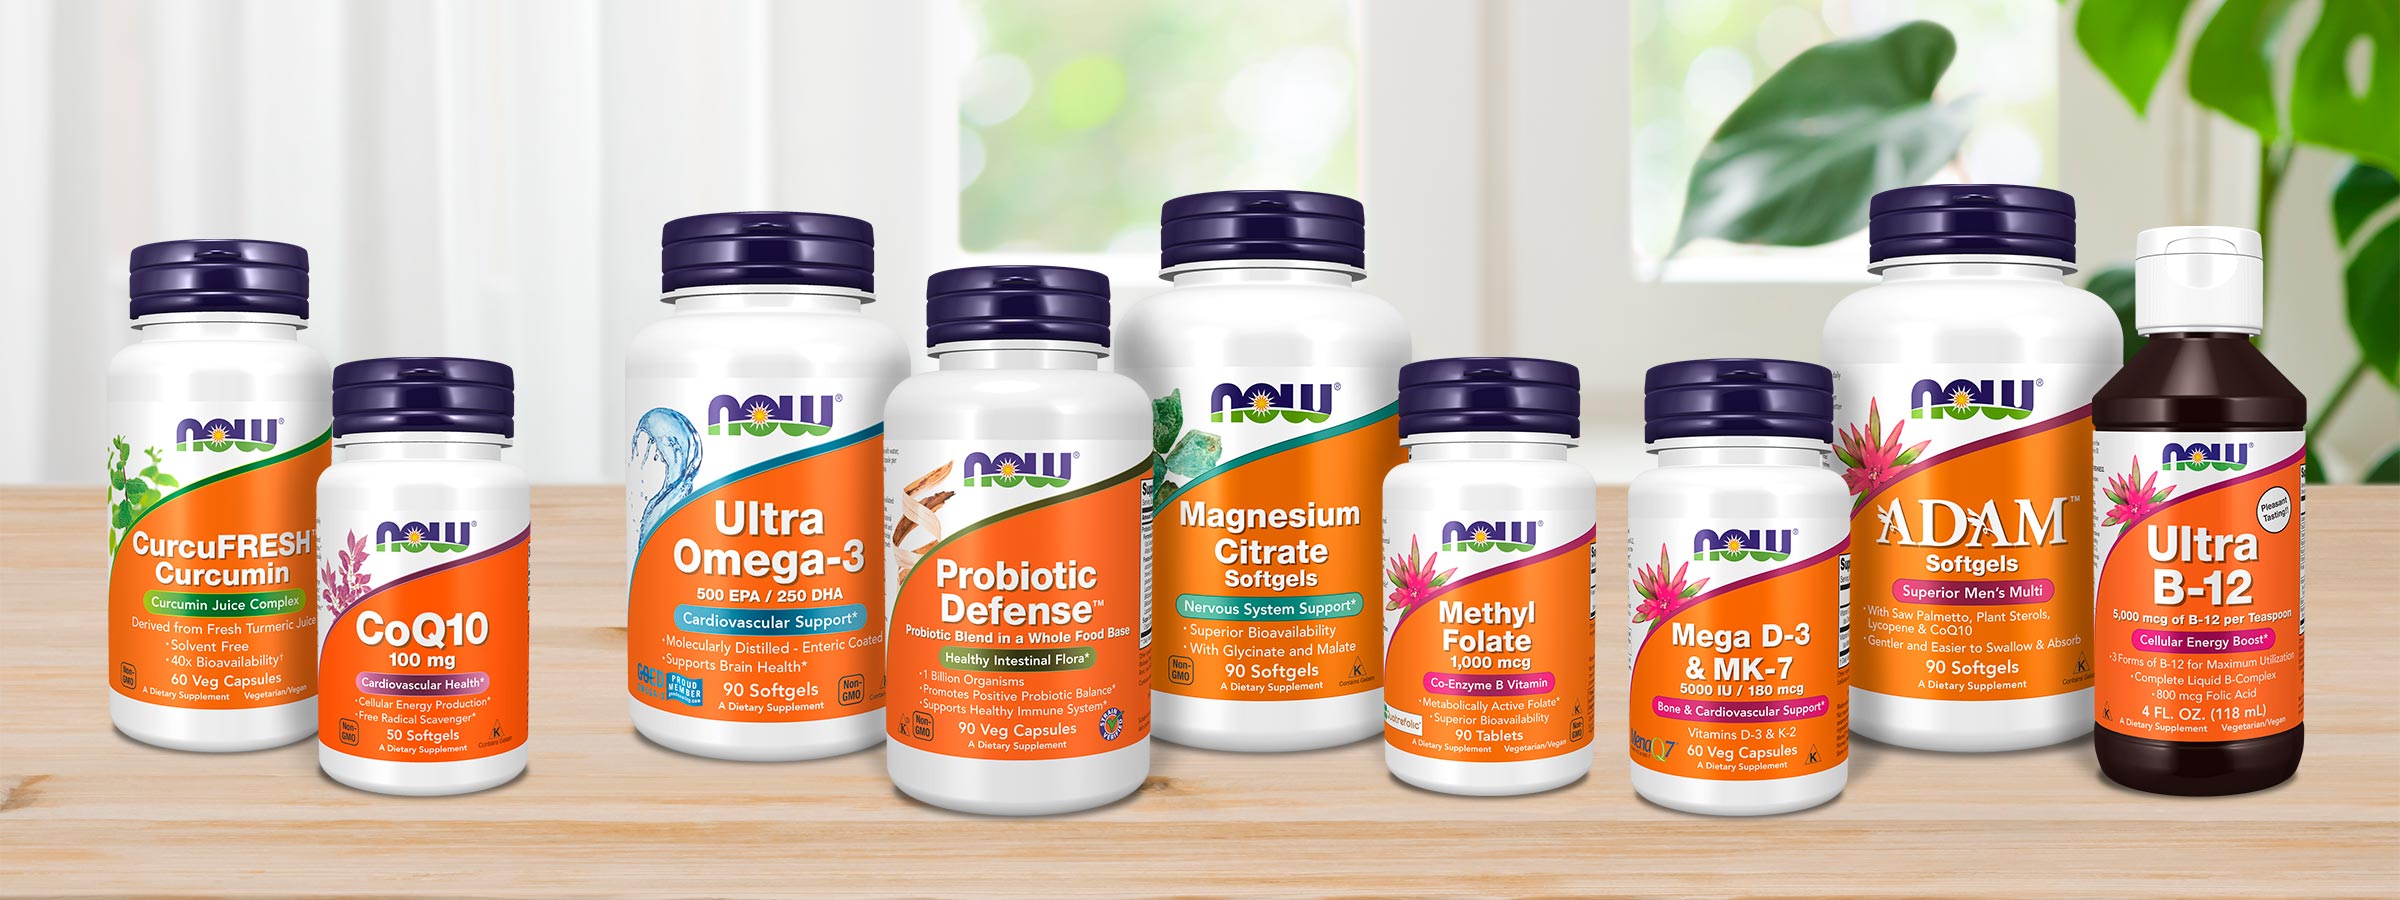 NOW®
CurcuFRESH™
Curcumin
Curcumin Juice Complex
Derived from Fresh Turmeric Juice
•Solvent Free
•40x Bioavailability†
Non-
GMO
60 Veg Capsules
A Dietary Supplement Vegetarian/Vegan
NOW®
CoQ10
100 mg
Cardiovascular Health*
•Cellular Energy Production*
•Free Radical Scavenger*
Non-
GMO
50 Softgels
A Dietary Supplement
K
Contains Gelatin
NOW®
Ultra
Omega-3
500 EPA / 250 DHA
Cardiovascular Support*
•Molecularly Distilled - Enteric Coated
•Supports Brain Health*
GOED
OMEGA-3
PROUD
MEMBER
90 Softgels
A Dietary Supplement
Non-
GMO
NOW®
Probiotic
Defense™
Probiotic Blend in a Whole Food Base
Healthy Intestinal Flora*
•1 Billion Organisms
•Promotes Positive Probiotic Balance*
•Supports Healthy Immune System*
K
D
Non-
GMO
90 Veg Capsules
A Dietary Supplement
STRAIN ID
VERIFIED
NOW®
Magnesium
Citrate
Softgels
Nervous System Support*
• Superior Bioavailability
• With Glycinate and Malate
Non-
GMO
90 Softgels
A Dietary Supplement
K
Contains Gelatin
NOW®
Methyl
Folate
1,000 mcg
Co-Enzyme B Vitamin
•Metabolically Active Folate*
•Superior Bioavailability
90 Tablets
A Dietary Supplement Vegetarian/Vegan
K
Non-
GMO
NOW®
Mega D-3
& MK-7
5000 IU / 180 mcg
Bone & Cardiovascular Support*
Vitamins D-3 & K-2
MenaQ7®
60 Veg Capsules
A Dietary Supplement
K
NOW®
ADAM™
Softgels
Superior Men's Multi
•With Saw Palmetto, Plant Sterols,
Lycopene & CoQ10
•Gentler and Easier to Swallow & Absorb
90 Softgels
A Dietary Supplement
K
Contains Gelatin
NOW®
Pleasant
Tasting!!
Ultra
B-12
5,000 mcg of B-12 per Teaspoon
Cellular Energy Boost*
•3 Forms of B-12 for Maximum Utilization
•Complete Liquid B-Complex
•800 mcg Folic Acid
4 FL. OZ. (118 mL)
K
A Dietary Supplement Vegetarian/Vegan